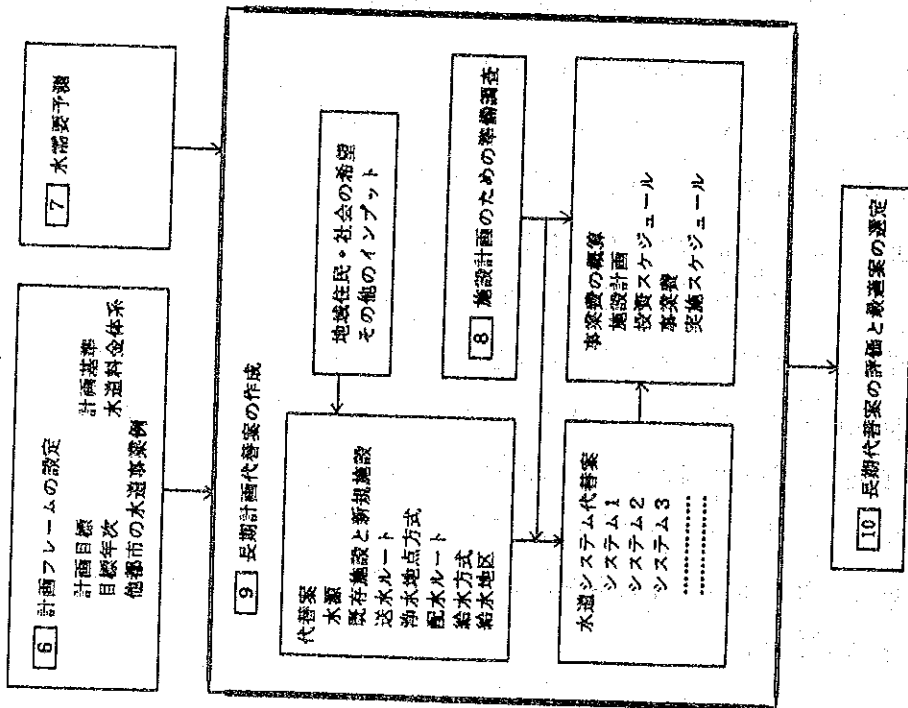 6 計画フレームの設定
計画目標 計画基準
目標年次 水道料金体系
他都市の水道事業例
7 水需要予測
9 長期計画代替案の作成
代替案
水源
既存施設と新規施設
送水ルート
浄水地点方式
配水ルート
給水方式
給水地区
地域住民・社会の希望
その他のインプット
8 施設計画のための準備調査
水道システム代替案
システム1
システム2
システム3
事業費の概算
施設計画
投資スケジュール
事業費
実施スケジュール
10 長期代替案の評価と最適案の選定